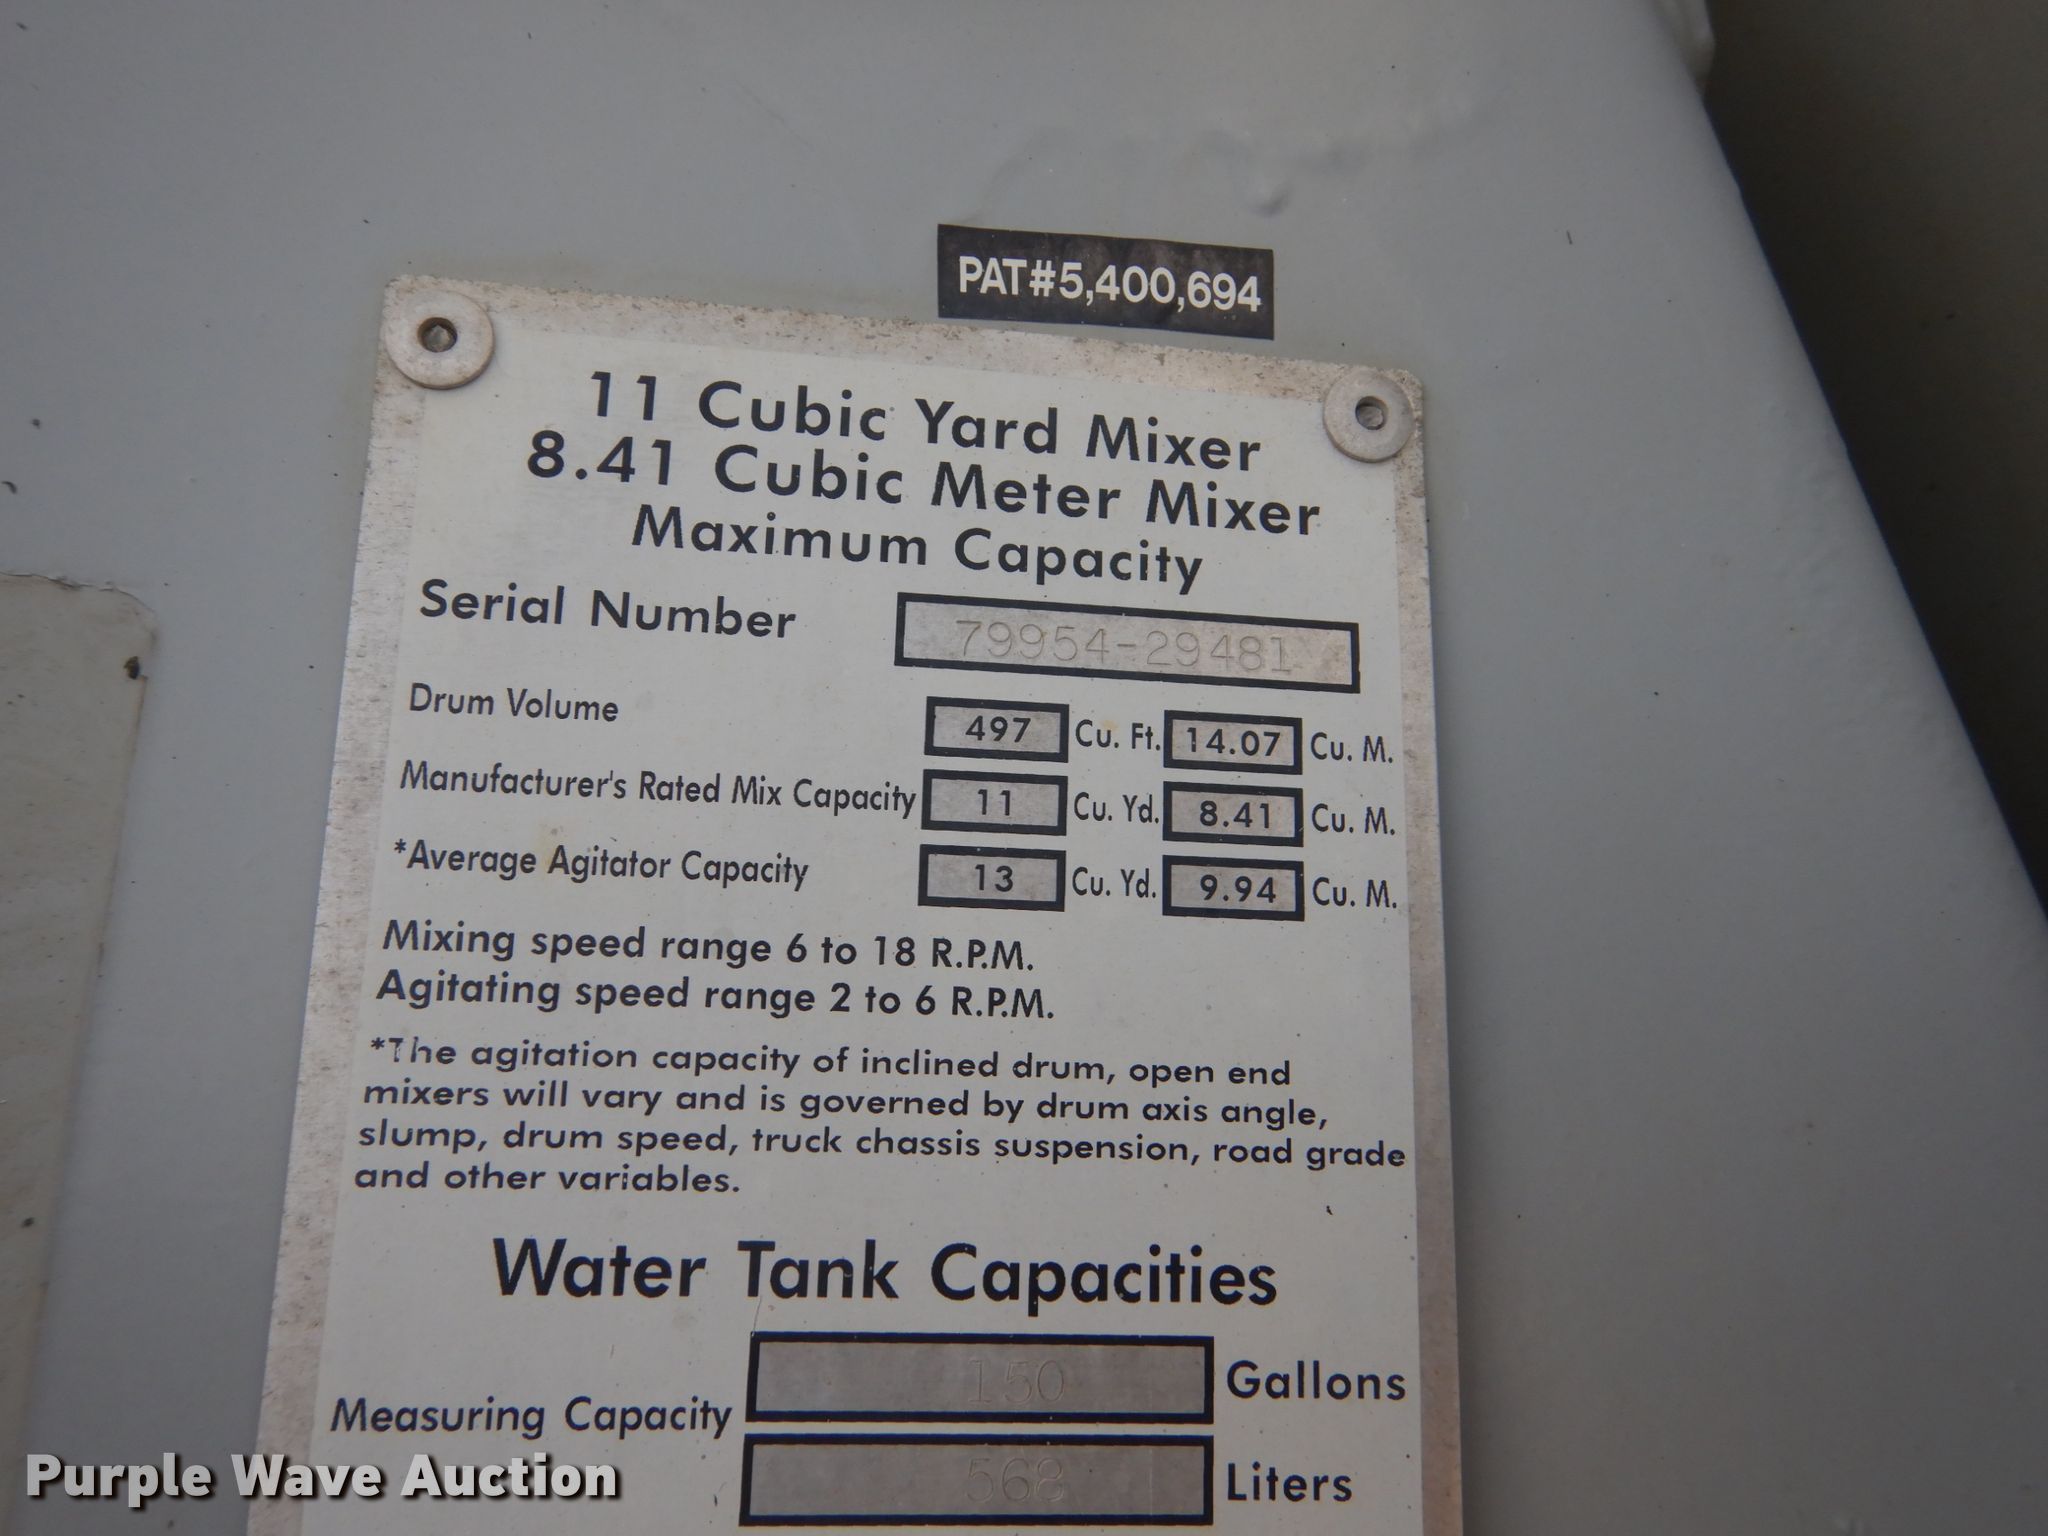 PAT#5,400,694
11 Cubic Yard Mixer
8.41 Cubic Meter Mixer
Maximum Capacity
Serial Number 79954-29481
Drum Volume 497 Cu. Ft. 14.07 Cu. M.
Manufacturer's Rated Mix Capacity 11 Cu. Yd. 8.41 Cu. M.
*Average Agitator Capacity 13 Cu. Yd. 9.94 Cu. M.
Mixing speed range 6 to 18 R.P.M.
Agitating speed range 2 to 6 R.P.M.
*The agitation capacity of inclined drum, open end
mixers will vary and is governed by drum axis angle,
slump, drum speed, truck chassis suspension, road grade
and other variables.
Water Tank Capacities
150 Gallons
Measuring Capacity
568 Liters
Purple Wave Auction